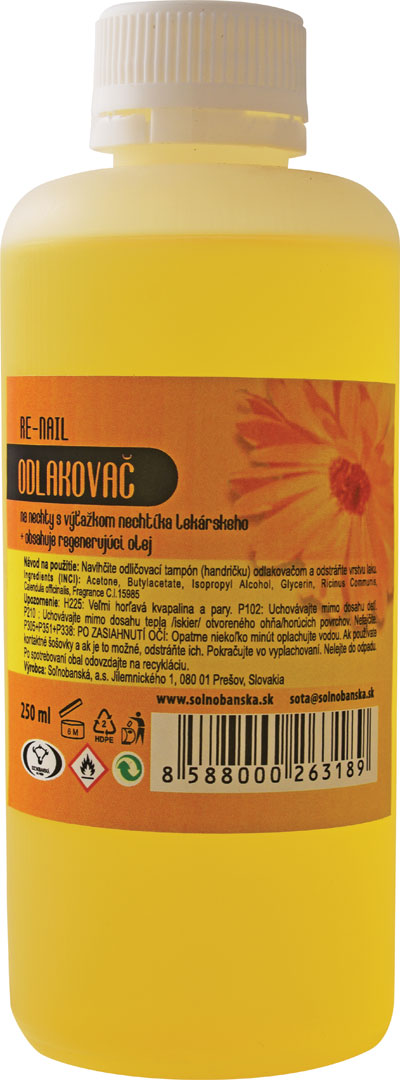 RE-NAIL
ODLAKOVAČ
na nechty s výťažkom nechtíka lekárskeho
+ obsahuje regenerujúci olej
Návod na použitie: Navlhčite odličovací tampón (handričku) odlakovačom a odstráňte vrstvu laku.
Ingredients (INCI): Acetone, Butylacetate, Isopropyl Alcohol, Glycerin, Ricinus Communis,
Calendula officinalis, Fragrance C.I.15985
Upozornenie: H225: Veľmi horľavá kvapalina a pary. P102: Uchovávajte mimo dosahu detí.
P210 : Uchovávajte mimo dosahu tepla /iskier/ otvoreného ohňa/horúcich povrchov. Nefajčite.
P305+P351+P338: PO ZASIAHNUTÍ OČÍ: Opatrne niekoľko minút oplachujte vodou. Ak používate
kontaktné šošovky a ak je to možné, odstráňte ich. Pokračujte vo vyplachovaní. Nelejte do odpadu.
Po spotrebovaní obal odovzdajte na recykláciu.
Výrobca: Solnobanská, a.s. Jilemnického 1, 080 01 Prešov, Slovakia
www.solnobanska.sk sota@solnobanska.sk
250 ml
6 M
2
HDPE
8 588000 263189